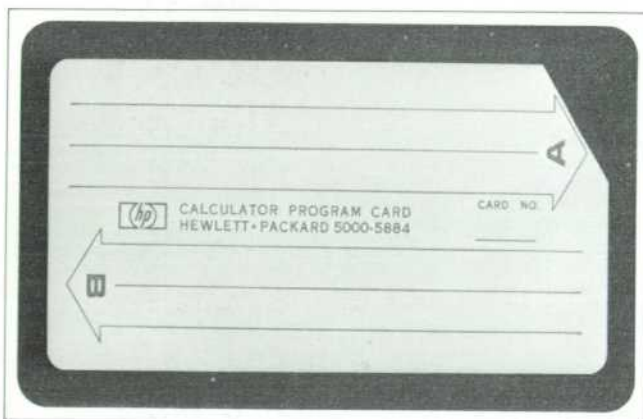 A
hp CALCULATOR PROGRAM CARD
HEWLETT•PACKARD 5000-5884
CARD NO.
B